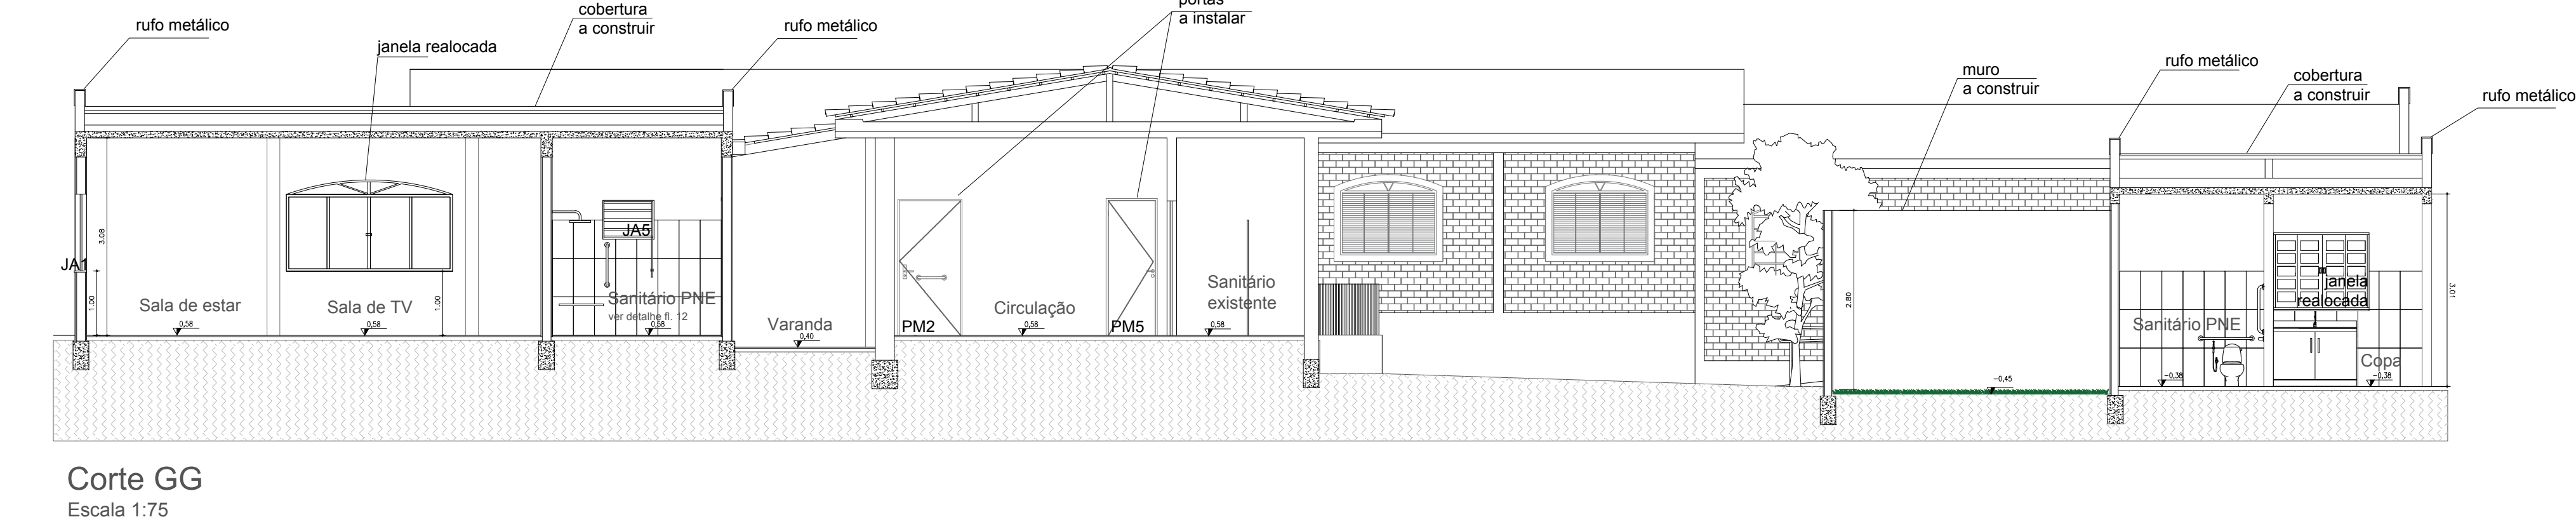 portas
a instalar
cobertura
a construir
rufo metálico
rufo metálico
janela realocada
rufo metálico
muro
a construir
cobertura
a construir
rufo metálico
3.08
JA1
1.00
Sala de estar
0,58
Sala de TV
0,58
1.00
JA5
Sanitário PNE
ver detalhe fl. 12
0,58
Varanda
0,40
PM2
Circulação
0,58
PM5
Sanitário
existente
0,58
2.80
-0,45
Sanitário PNE
-0,38
janela
realocada
Copa
-0,38
3.01
Corte GG
Escala 1:75